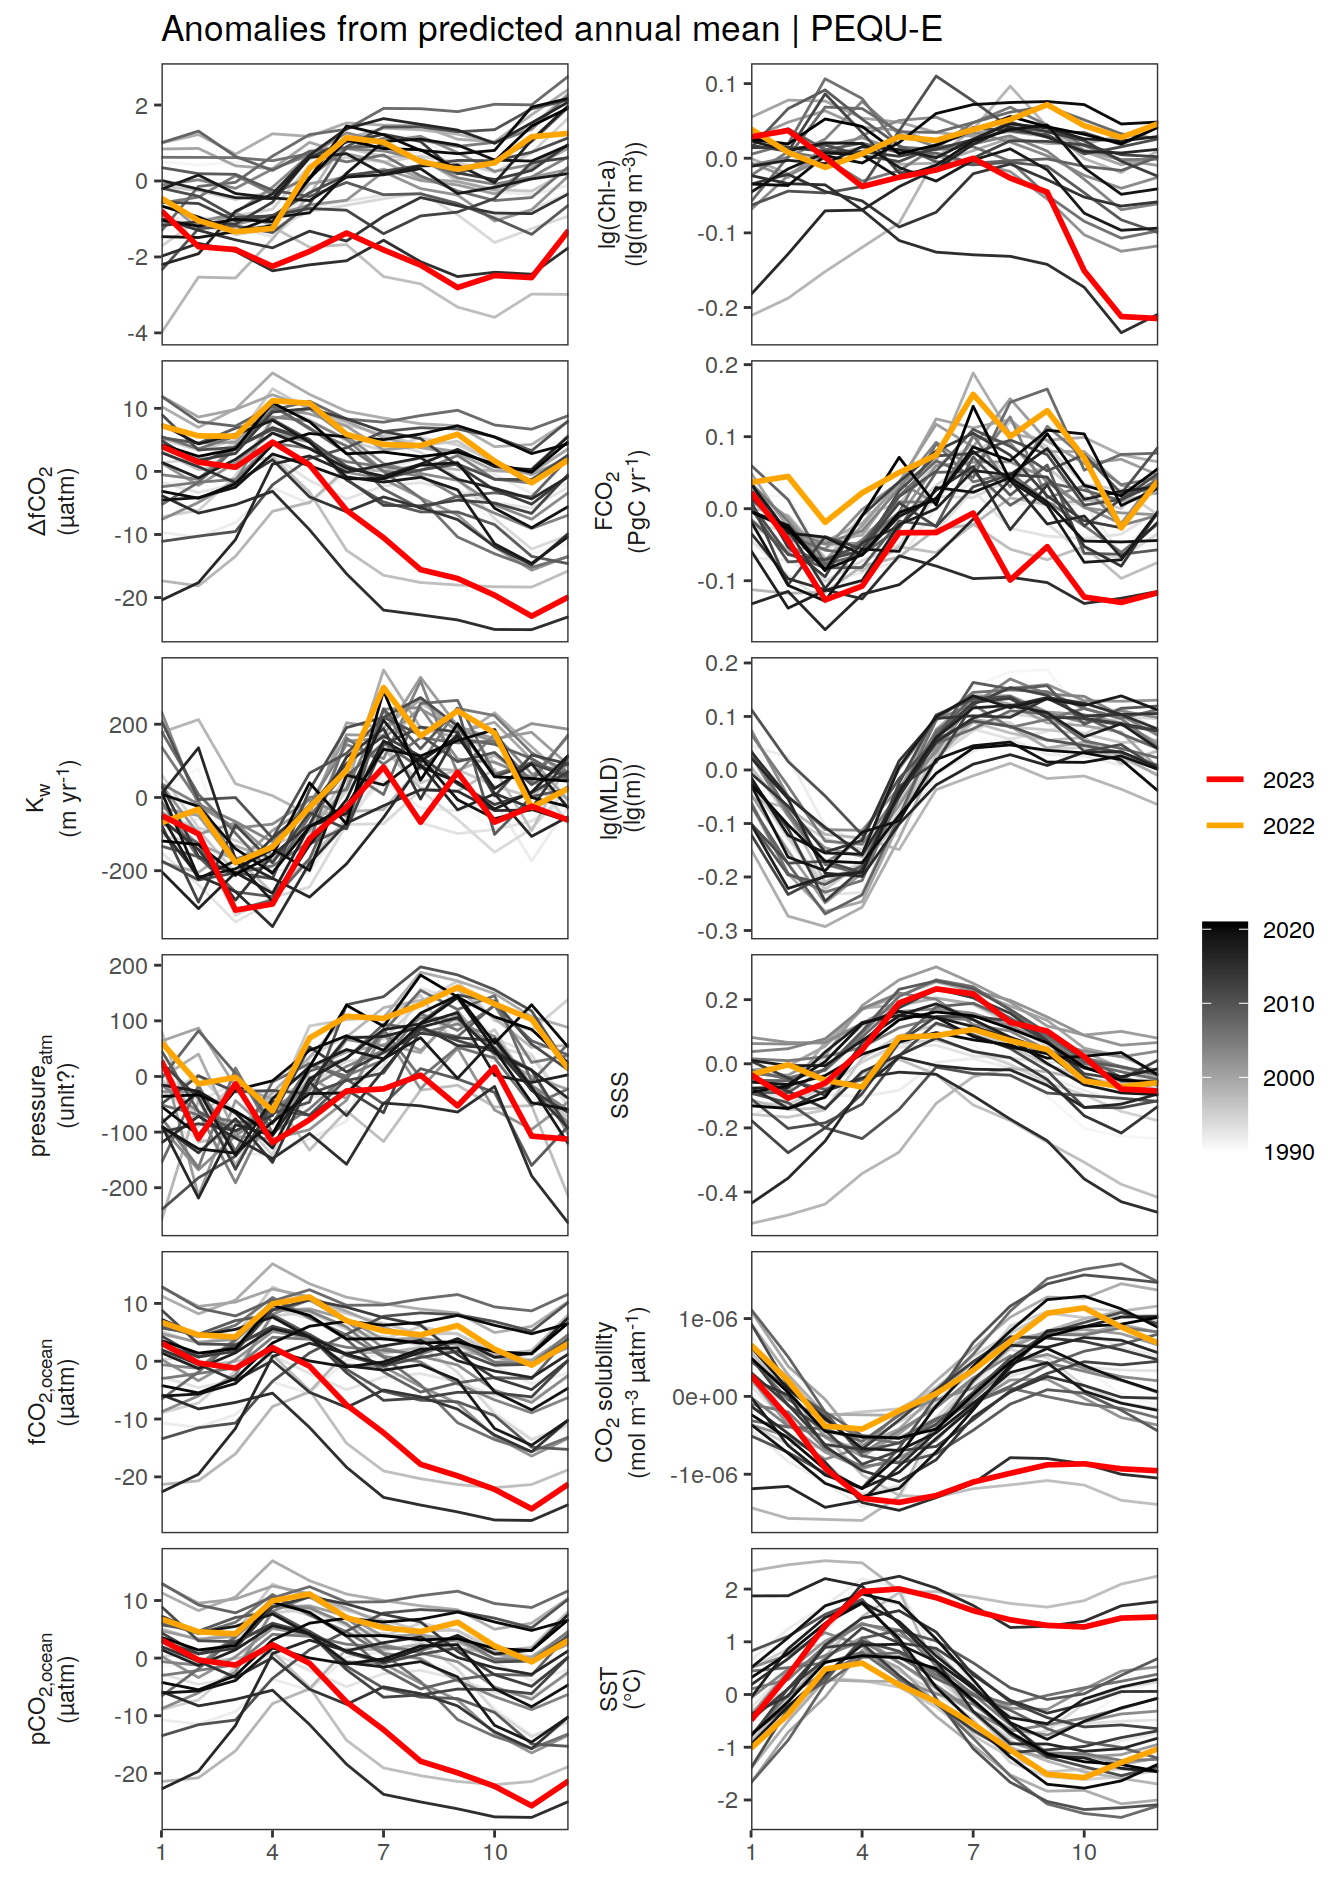 Anomalies from predicted annual mean | PEQU-E
2
0
-2
-4
0.1
0.0
-0.1
-0.2
lg(Chl-a)
(lg(mg m-3))
10
0
-10
-20
ΔfCO2
(µatm)
0.2
0.1
0.0
-0.1
FCO2
(PgC yr-1)
200
0
-200
Kw
(m yr-1)
0.2
0.1
0.0
-0.1
-0.2
-0.3
lg(MLD)
(lg(m))
200
100
0
-100
-200
pressureatm
(unit?)
0.2
0.0
-0.2
-0.4
SSS
10
0
-10
-20
fCO2,ocean
(µatm)
1e-06
0e+00
-1e-06
CO2 solubility
(mol m-3 µatm-1)
10
0
-10
-20
pCO2,ocean
(µatm)
2
1
0
-1
-2
SST
(°C)
1 4 7 10
1 4 7 10
2023
2022
2020
2010
2000
1990